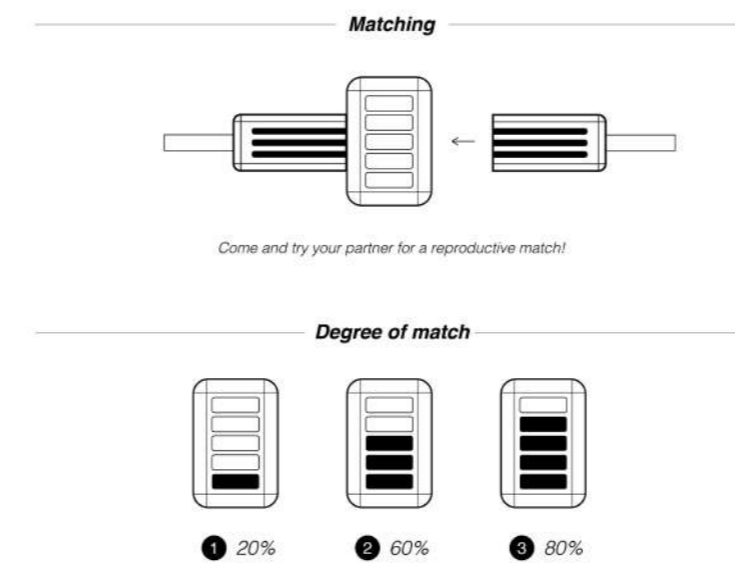 Matching
Come and try your partner for a reproductive match!
Degree of match
1 20%
2 60%
3 80%